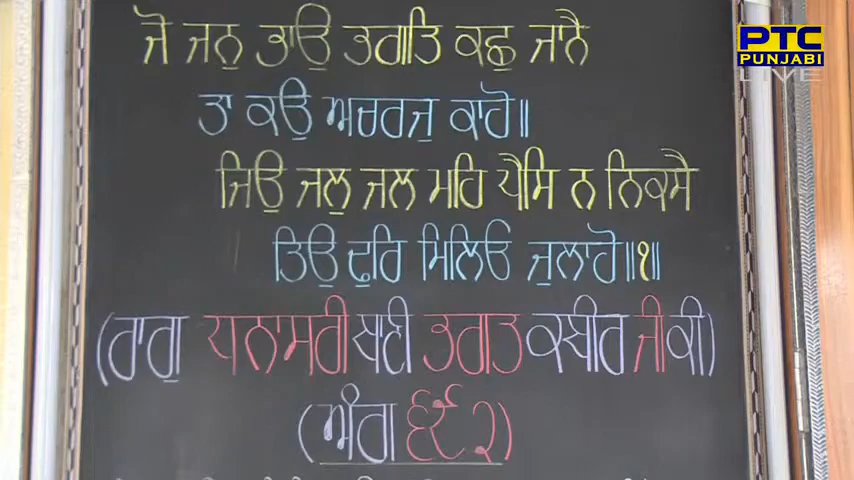 ਜੋ ਜਨੁ ਭਾਉ ਭਗਤਿ ਕਛੁ ਜਾਨੈ
ਤਾ ਕਉ ਅਚਰਜੁ ਕਾਹੋ॥
ਜਿਉ ਜਲੁ ਜਲ ਮਹਿ ਪੈਸਿ ਨ ਨਿਕਸੈ
ਤਿਉ ਢੁਰਿ ਮਿਲਿਓ ਜੁਲਾਹੋ॥੧॥
(ਰਾਗੁ ਧਨਾਸਰੀ ਬਾਣੀ ਭਗਤ ਕਬੀਰ ਜੀ ਕੀ)
(ਅੰਗ ੬੯੨)
PTC
PUNJABI
LIVE